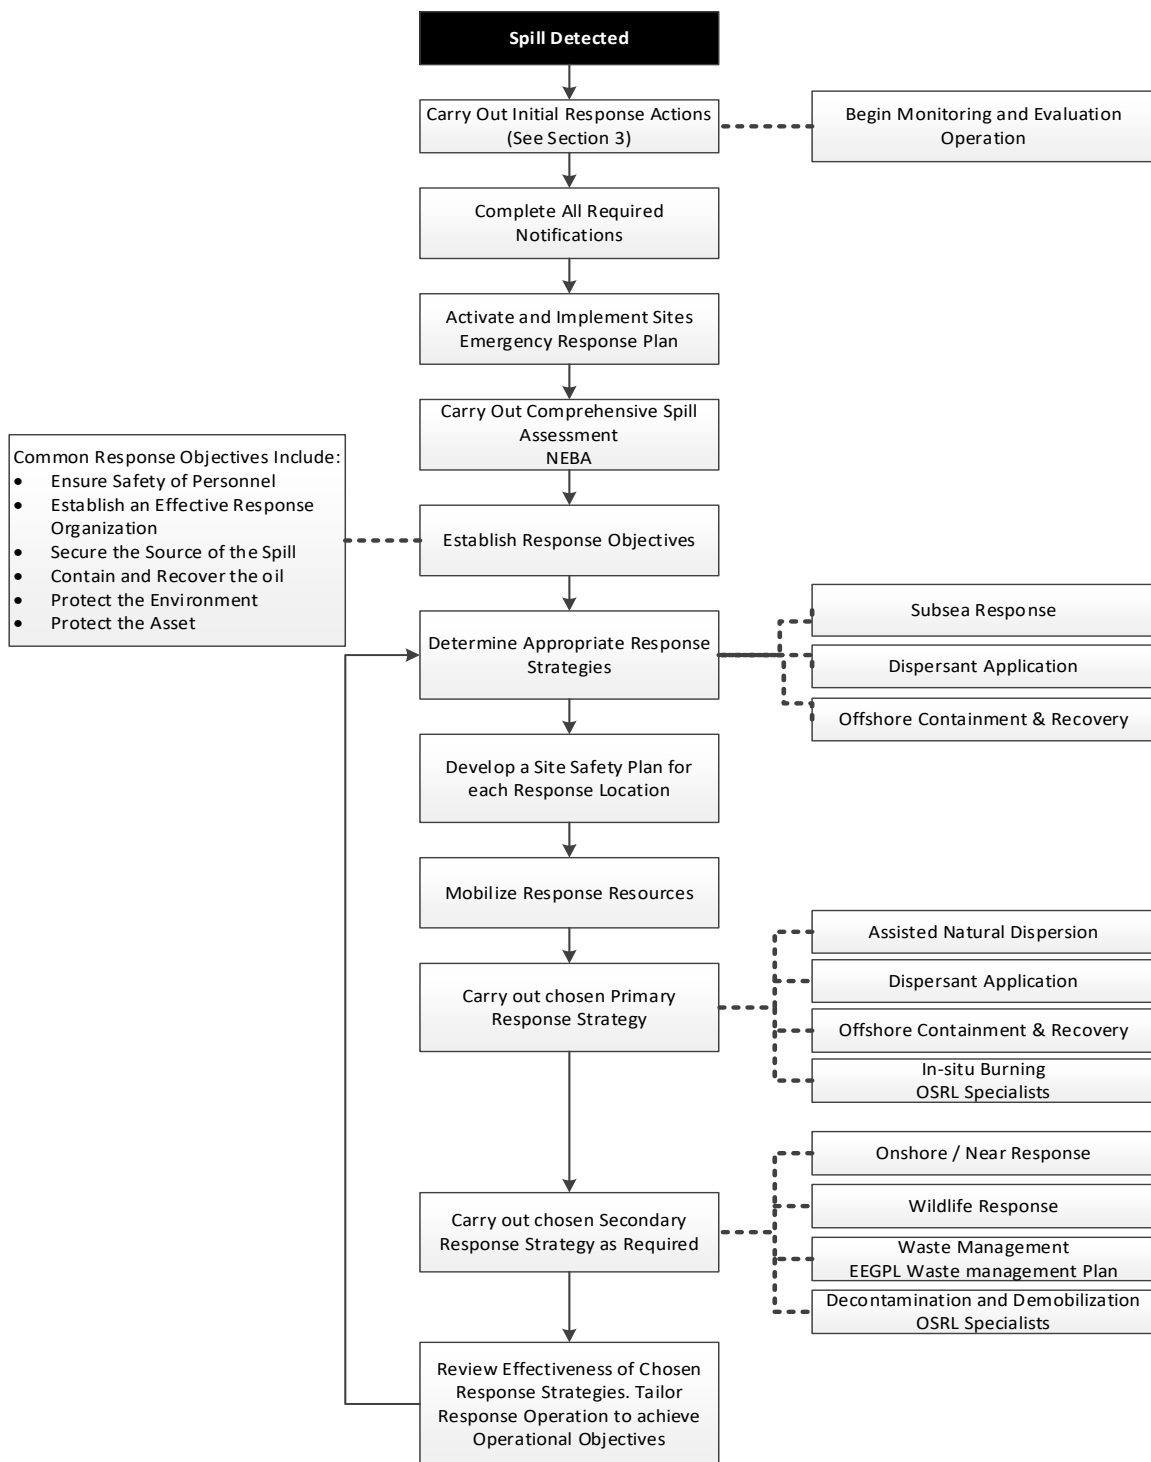 Spill Detected
Carry Out Initial Response Actions
(See Section 3)
Begin Monitoring and Evaluation
Operation
Complete All Required
Notifications
Activate and Implement Sites
Emergency Response Plan
Carry Out Comprehensive Spill
Assessment
NEBA
Common Response Objectives Include:
• Ensure Safety of Personnel
• Establish an Effective Response
Organization
• Secure the Source of the Spill
• Contain and Recover the oil
• Protect the Environment
• Protect the Asset
Establish Response Objectives
Determine Appropriate Response
Strategies
Subsea Response
Dispersant Application
Offshore Containment & Recovery
Develop a Site Safety Plan for
each Response Location
Mobilize Response Resources
Carry out chosen Primary
Response Strategy
Assisted Natural Dispersion
Dispersant Application
Offshore Containment & Recovery
In-situ Burning
OSRL Specialists
Carry out chosen Secondary
Response Strategy as Required
Onshore / Near Response
Wildlife Response
Waste Management
EEGPL Waste management Plan
Decontamination and Demobilization
OSRL Specialists
Review Effectiveness of Chosen
Response Strategies. Tailor
Response Operation to achieve
Operational Objectives